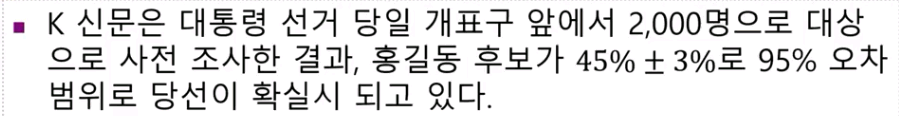 ▪ K 신문은 대통령 선거 당일 개표구 앞에서 2,000명으로 대상
으로 사전 조사한 결과, 홍길동 후보가 45% ± 3%로 95% 오차
범위로 당선이 확실시 되고 있다.